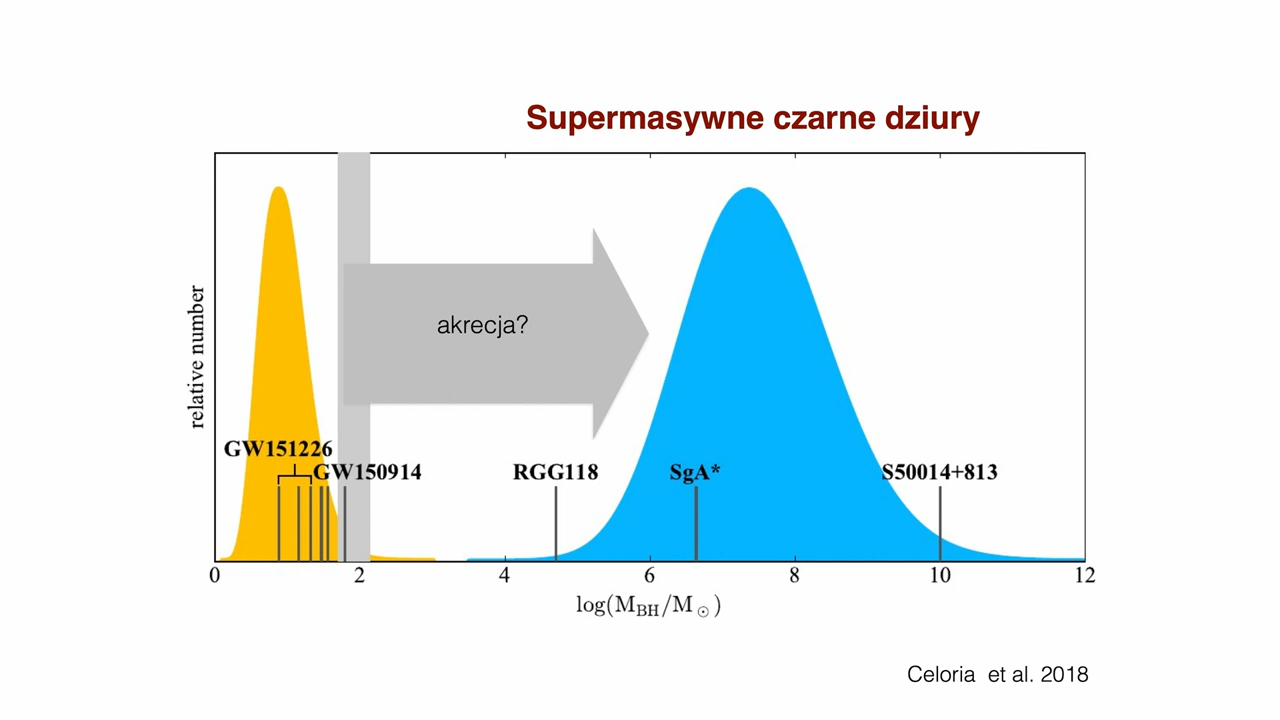 Supermasywne czarne dziury
relative number
akrecja?
GW151226
GW150914
RGG118
SgA*
S50014+813
0 2 4 6 8 10 12
log(M_BH/M_⊙)
Celoria et al. 2018